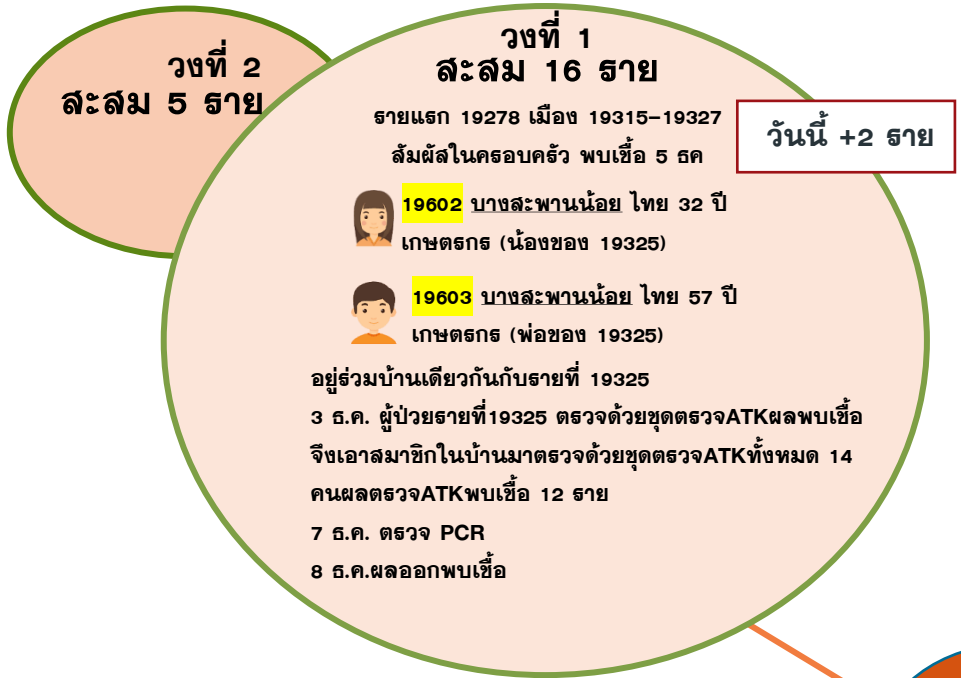 วงที่ 2
สะสม 5 ราย
วงที่ 1
สะสม 16 ราย
รายแรก 19278 เมือง 19315–19327
สัมผัสในครอบครัว พบเชื้อ 5 ธค
วันนี้ +2 ราย
19602 บางสะพานน้อย ไทย 32 ปี
เกษตรกร (น้องของ 19325)
19603 บางสะพานน้อย ไทย 57 ปี
เกษตรกร (พ่อของ 19325)
อยู่ร่วมบ้านเดียวกันกับรายที่ 19325
3 ธ.ค. ผู้ป่วยรายที่19325 ตรวจด้วยชุดตรวจATKผลพบเชื้อ
จึงเอาสมาชิกในบ้านมาตรวจด้วยชุดตรวจATKทั้งหมด 14
คนผลตรวจATKพบเชื้อ 12 ราย
7 ธ.ค. ตรวจ PCR
8 ธ.ค.ผลออกพบเชื้อ